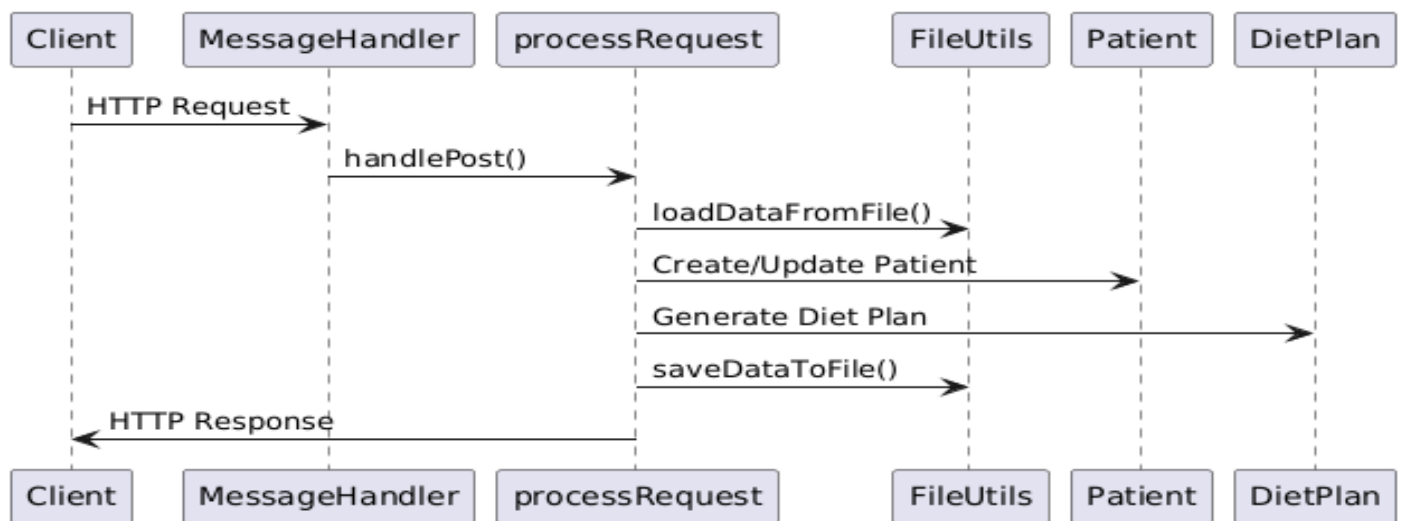 Client MessageHandler processRequest FileUtils Patient DietPlan
HTTP Request
handlePost()
loadDataFromFile()
Create/Update Patient
Generate Diet Plan
saveDataToFile()
HTTP Response
Client MessageHandler processRequest FileUtils Patient DietPlan